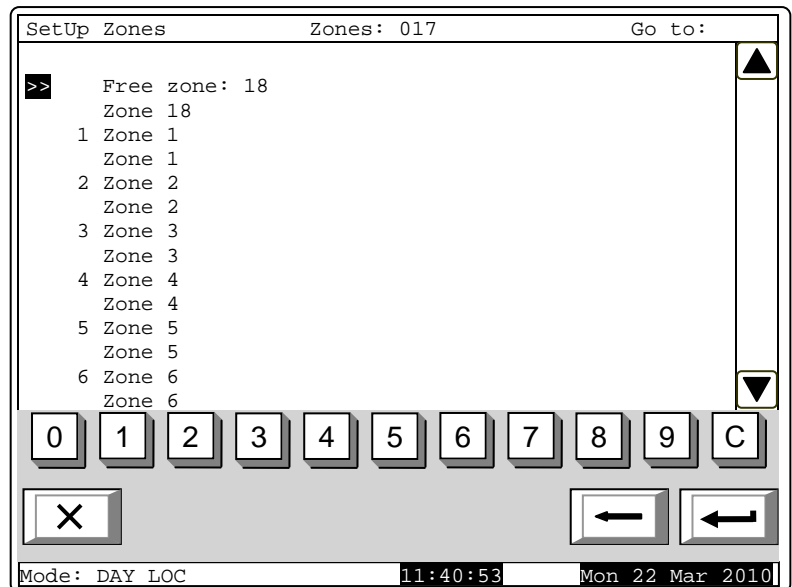 SetUp Zones Zones: 017 Go to:
>> Free zone: 18
Zone 18
1 Zone 1
Zone 1
2 Zone 2
Zone 2
3 Zone 3
Zone 3
4 Zone 4
Zone 4
5 Zone 5
Zone 5
6 Zone 6
Zone 6
0 1 2 3 4 5 6 7 8 9 C
Mode: DAY LOC 11:40:53 Mon 22 Mar 2010